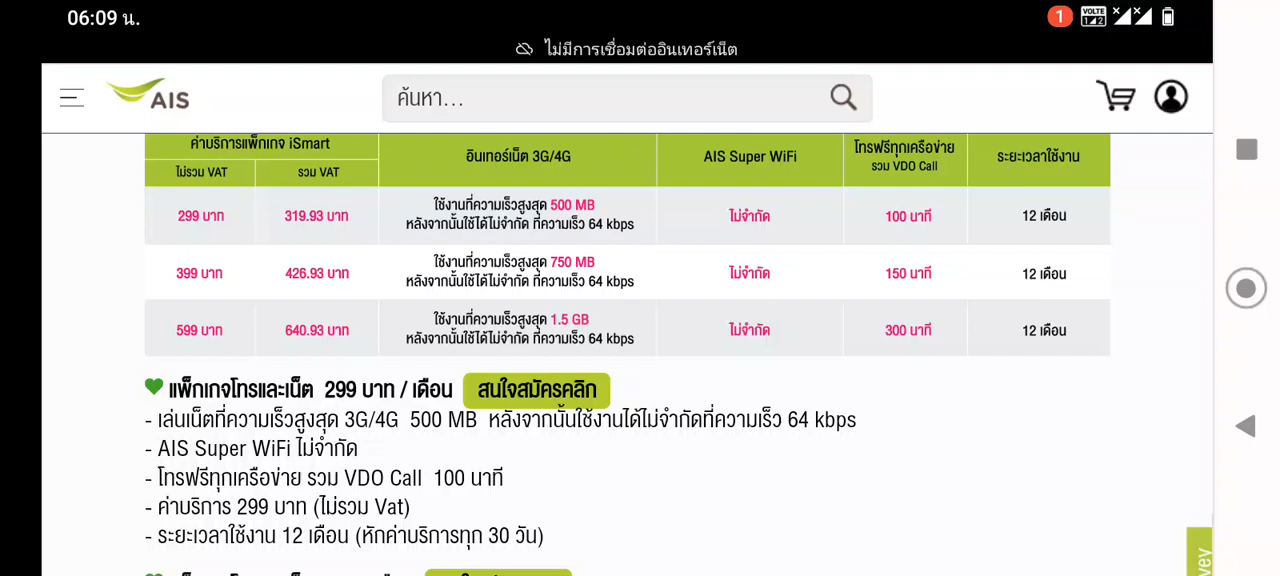 06:09 น.
1
VOLTE
1 2
ไม่มีการเชื่อมต่ออินเทอร์เน็ต
AIS
ค้นหา...
ค่าบริการแพ็กเกจ iSmart
อินเทอร์เน็ต 3G/4G
AIS Super WiFi
โทรฟรีทุกเครือข่าย
รวม VDO Call
ระยะเวลาใช้งาน
ไม่รวม VAT
รวม VAT
299 บาท
319.93 บาท
ใช้งานที่ความเร็วสูงสุด 500 MB
หลังจากนั้นใช้ได้ไม่จำกัด ที่ความเร็ว 64 kbps
ไม่จำกัด
100 นาที
12 เดือน
399 บาท
426.93 บาท
ใช้งานที่ความเร็วสูงสุด 750 MB
หลังจากนั้นใช้ได้ไม่จำกัด ที่ความเร็ว 64 kbps
ไม่จำกัด
150 นาที
12 เดือน
599 บาท
640.93 บาท
ใช้งานที่ความเร็วสูงสุด 1.5 GB
หลังจากนั้นใช้ได้ไม่จำกัด ที่ความเร็ว 64 kbps
ไม่จำกัด
300 นาที
12 เดือน
แพ็กเกจโทรและเน็ต 299 บาท / เดือน สนใจสมัครคลิก
- เล่นเน็ตที่ความเร็วสูงสุด 3G/4G 500 MB หลังจากนั้นใช้งานได้ไม่จำกัดที่ความเร็ว 64 kbps
- AIS Super WiFi ไม่จำกัด
- โทรฟรีทุกเครือข่าย รวม VDO Call 100 นาที
- ค่าบริการ 299 บาท (ไม่รวม Vat)
- ระยะเวลาใช้งาน 12 เดือน (หักค่าบริการทุก 30 วัน)